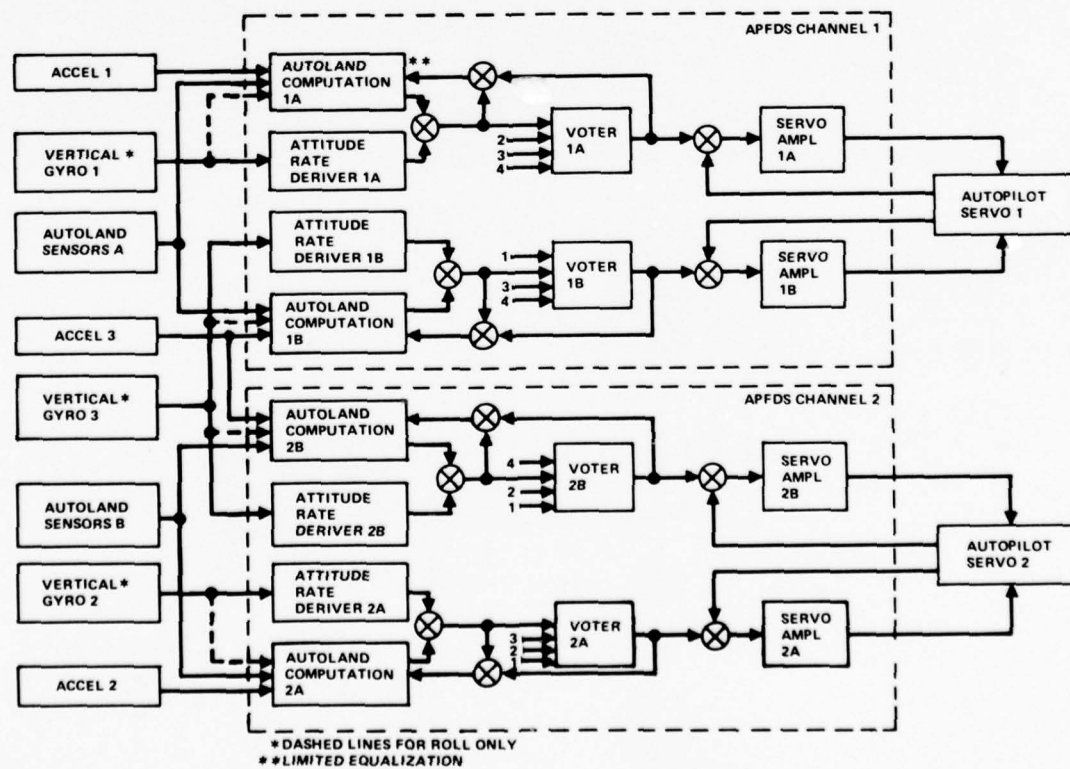 APFDS CHANNEL 1
ACCEL 1
AUTOLAND
COMPUTATION
1A
**
VERTICAL *
GYRO 1
ATTITUDE
RATE
DERIVER 1A
2
3
4
VOTER
1A
SERVO
AMPL
1A
AUTOPILOT
SERVO 1
AUTOLAND
SENSORS A
ATTITUDE
RATE
DERIVER 1B
1
3
4
VOTER
1B
SERVO
AMPL
1B
ACCEL 3
AUTOLAND
COMPUTATION
1B
APFDS CHANNEL 2
VERTICAL *
GYRO 3
AUTOLAND
COMPUTATION
2B
4
2
1
VOTER
2B
SERVO
AMPL
2B
AUTOLAND
SENSORS B
ATTITUDE
RATE
DERIVER 2B
AUTOPILOT
SERVO 2
VERTICAL *
GYRO 2
ATTITUDE
RATE
DERIVER 2A
3
2
1
VOTER
2A
SERVO
AMPL
2A
ACCEL 2
AUTOLAND
COMPUTATION
2A
* DASHED LINES FOR ROLL ONLY
** LIMITED EQUALIZATION